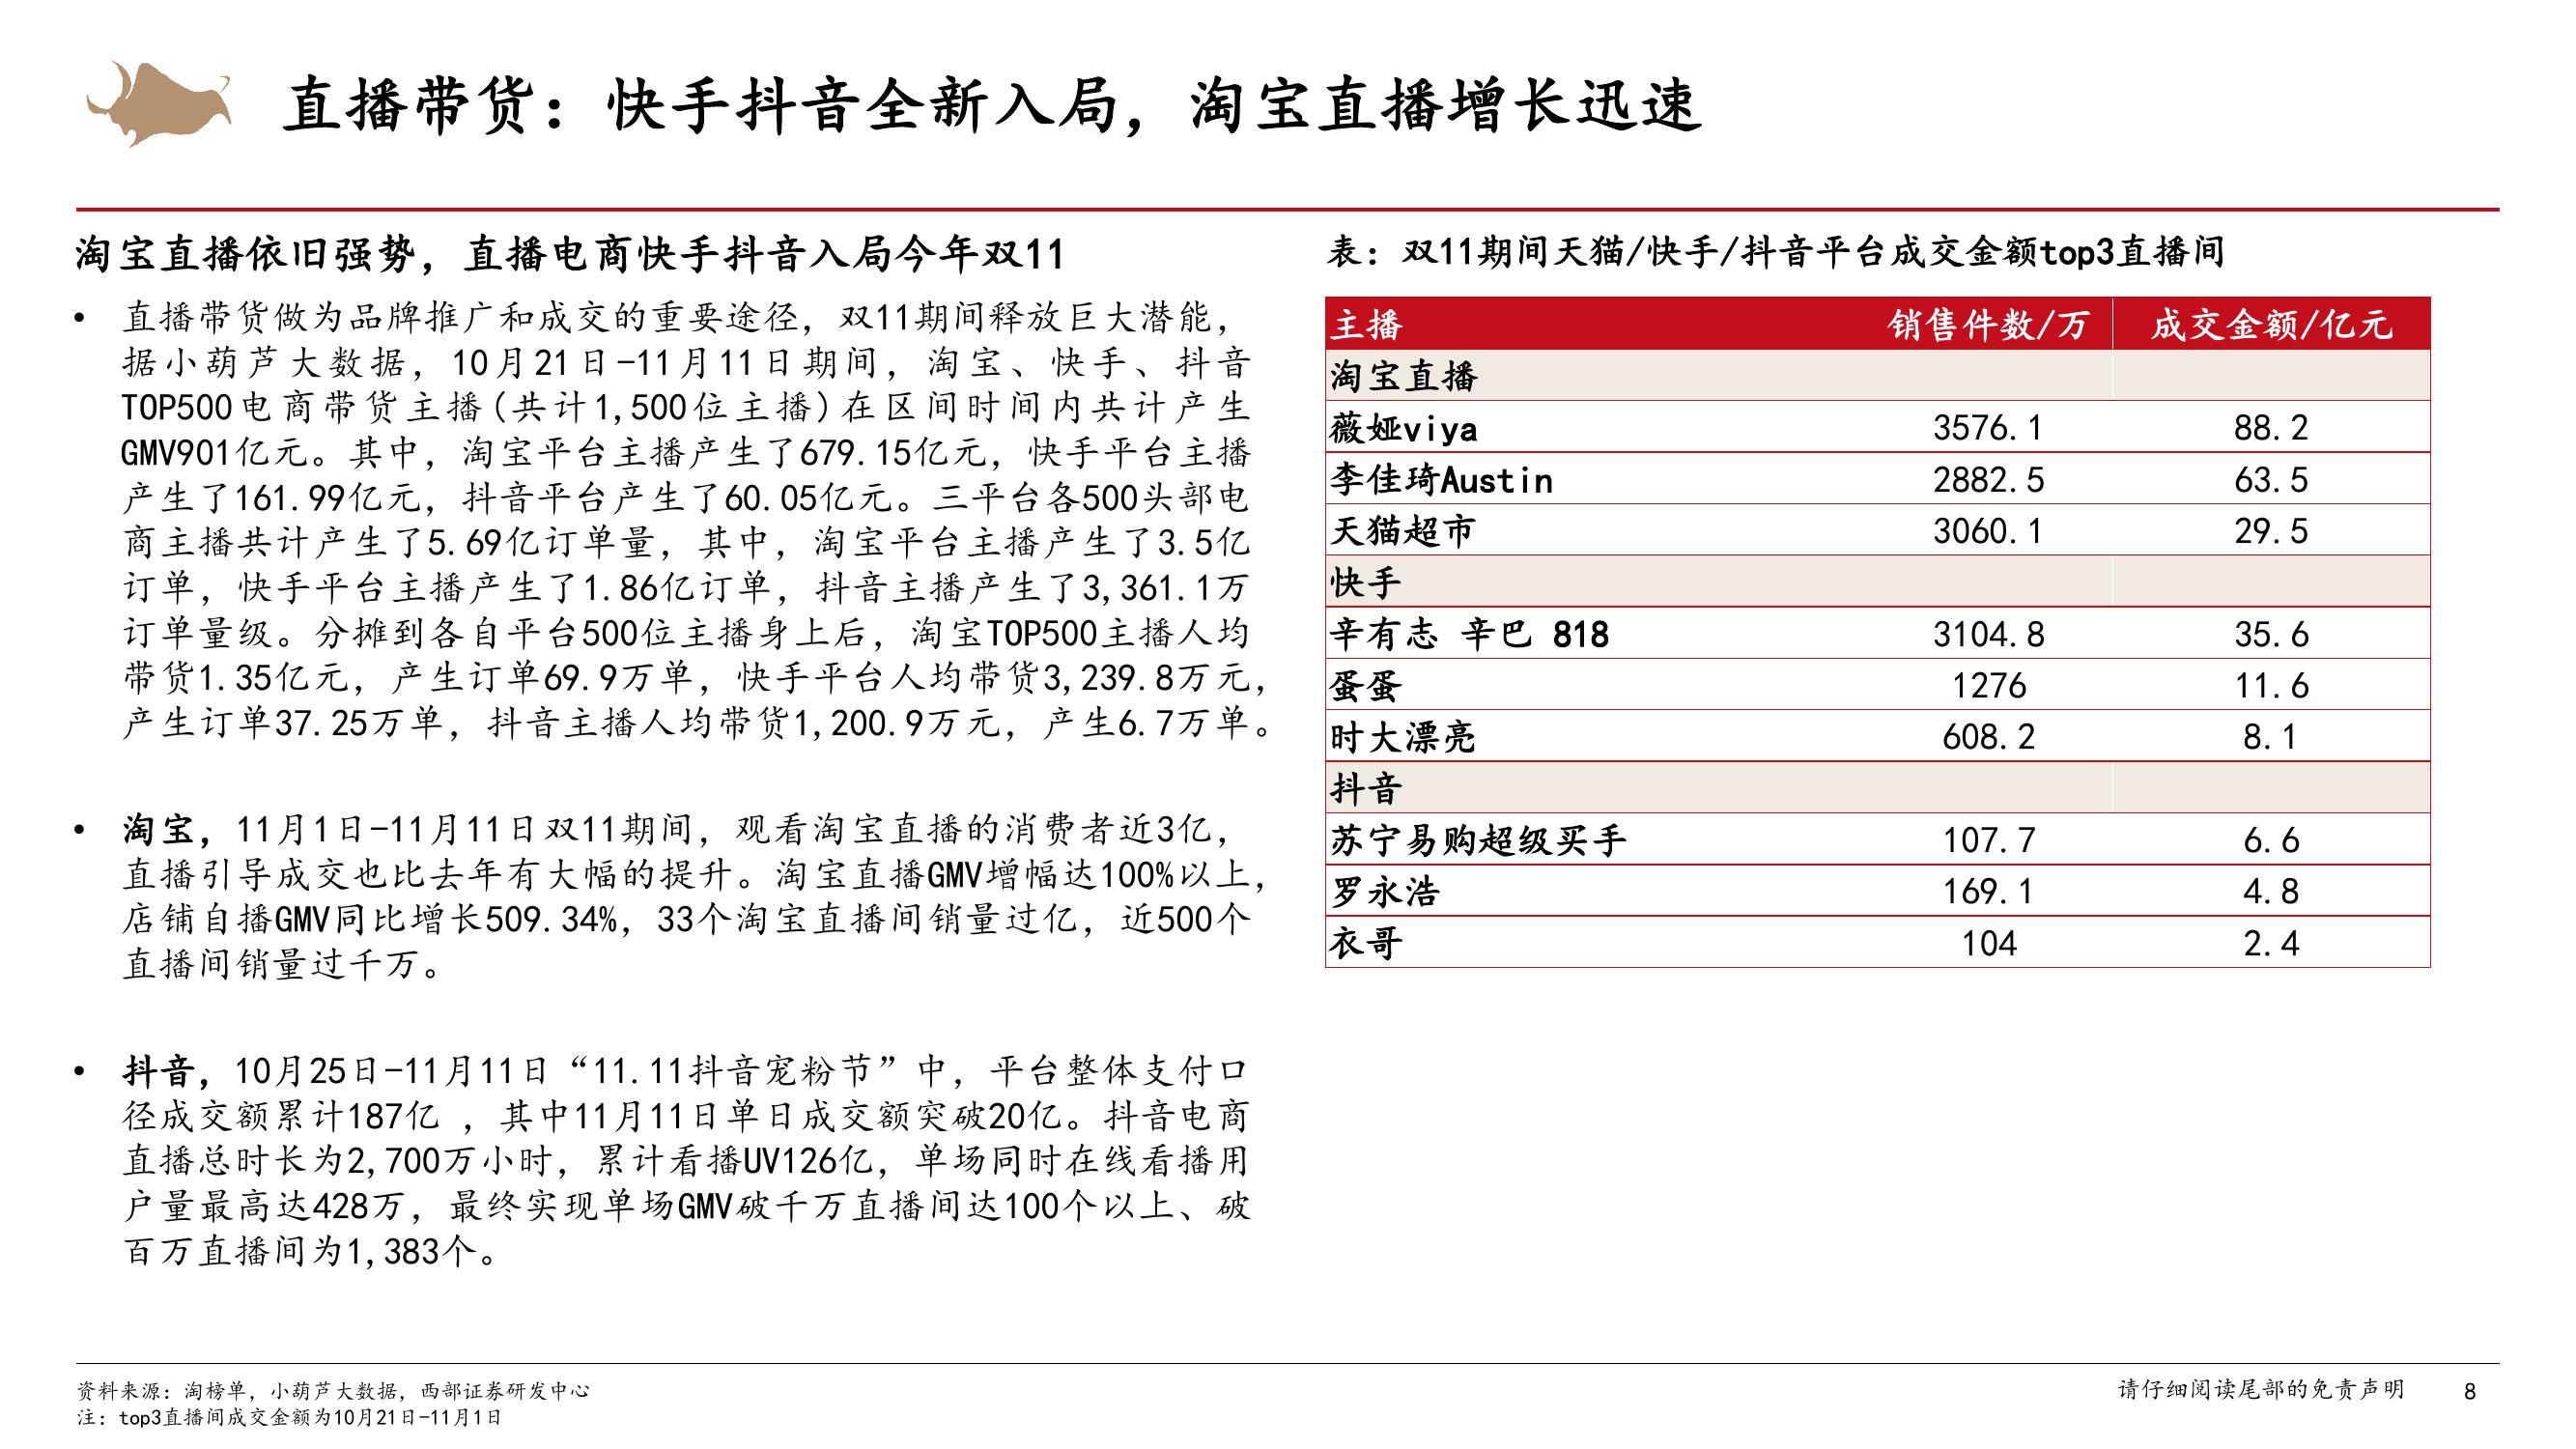 直播带货：快手抖音全新入局，淘宝直播增长迅速
淘宝直播依旧强势，直播电商快手抖音入局今年双11
• 直播带货做为品牌推广和成交的重要途径，双11期间释放巨大潜能，
据小葫芦大数据，10月21日-11月11日期间，淘宝、快手、抖音
TOP500电商带货主播(共计1,500位主播)在区间时间内共计产生
GMV901亿元。其中，淘宝平台主播产生了679.15亿元，快手平台主播
产生了161.99亿元，抖音平台产生了60.05亿元。三平台各500头部电
商主播共计产生了5.69亿订单量，其中，淘宝平台主播产生了3.5亿
订单，快手平台主播产生了1.86亿订单，抖音主播产生了3,361.1万
订单量级。分摊到各自平台500位主播身上后，淘宝TOP500主播人均
带货1.35亿元，产生订单69.9万单，快手平台人均带货3,239.8万元，
产生订单37.25万单，抖音主播人均带货1,200.9万元，产生6.7万单。
• 淘宝，11月1日-11月11日双11期间，观看淘宝直播的消费者近3亿，
直播引导成交也比去年有大幅的提升。淘宝直播GMV增幅达100%以上，
店铺自播GMV同比增长509.34%，33个淘宝直播间销量过亿，近500个
直播间销量过千万。
• 抖音，10月25日-11月11日“11.11抖音宠粉节”中，平台整体支付口
径成交额累计187亿 ，其中11月11日单日成交额突破20亿。抖音电商
直播总时长为2,700万小时，累计看播UV126亿，单场同时在线看播用
户量最高达428万，最终实现单场GMV破千万直播间达100个以上、破
百万直播间为1,383个。
表：双11期间天猫/快手/抖音平台成交金额top3直播间
主播 销售件数/万 成交金额/亿元
淘宝直播
薇娅viya 3576.1 88.2
李佳琦Austin 2882.5 63.5
天猫超市 3060.1 29.5
快手
辛有志 辛巴 818 3104.8 35.6
蛋蛋 1276 11.6
时大漂亮 608.2 8.1
抖音
苏宁易购超级买手 107.7 6.6
罗永浩 169.1 4.8
衣哥 104 2.4
资料来源：淘榜单，小葫芦大数据，西部证券研发中心
注：top3直播间成交金额为10月21日-11月1日
请仔细阅读尾部的免责声明 8